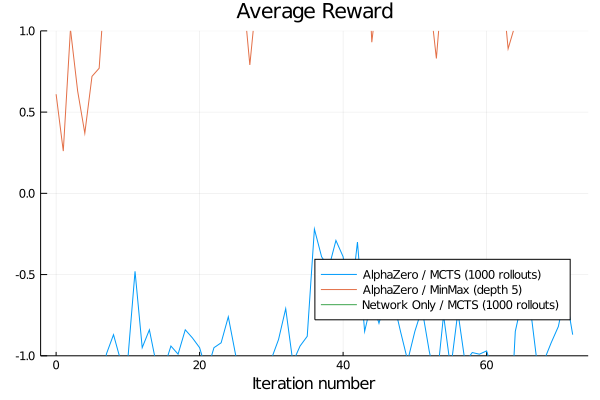 Average Reward
1.0
0.5
0.0
-0.5
-1.0
0
20
40
60
AlphaZero / MCTS (1000 rollouts)
AlphaZero / MinMax (depth 5)
Network Only / MCTS (1000 rollouts)
Iteration number